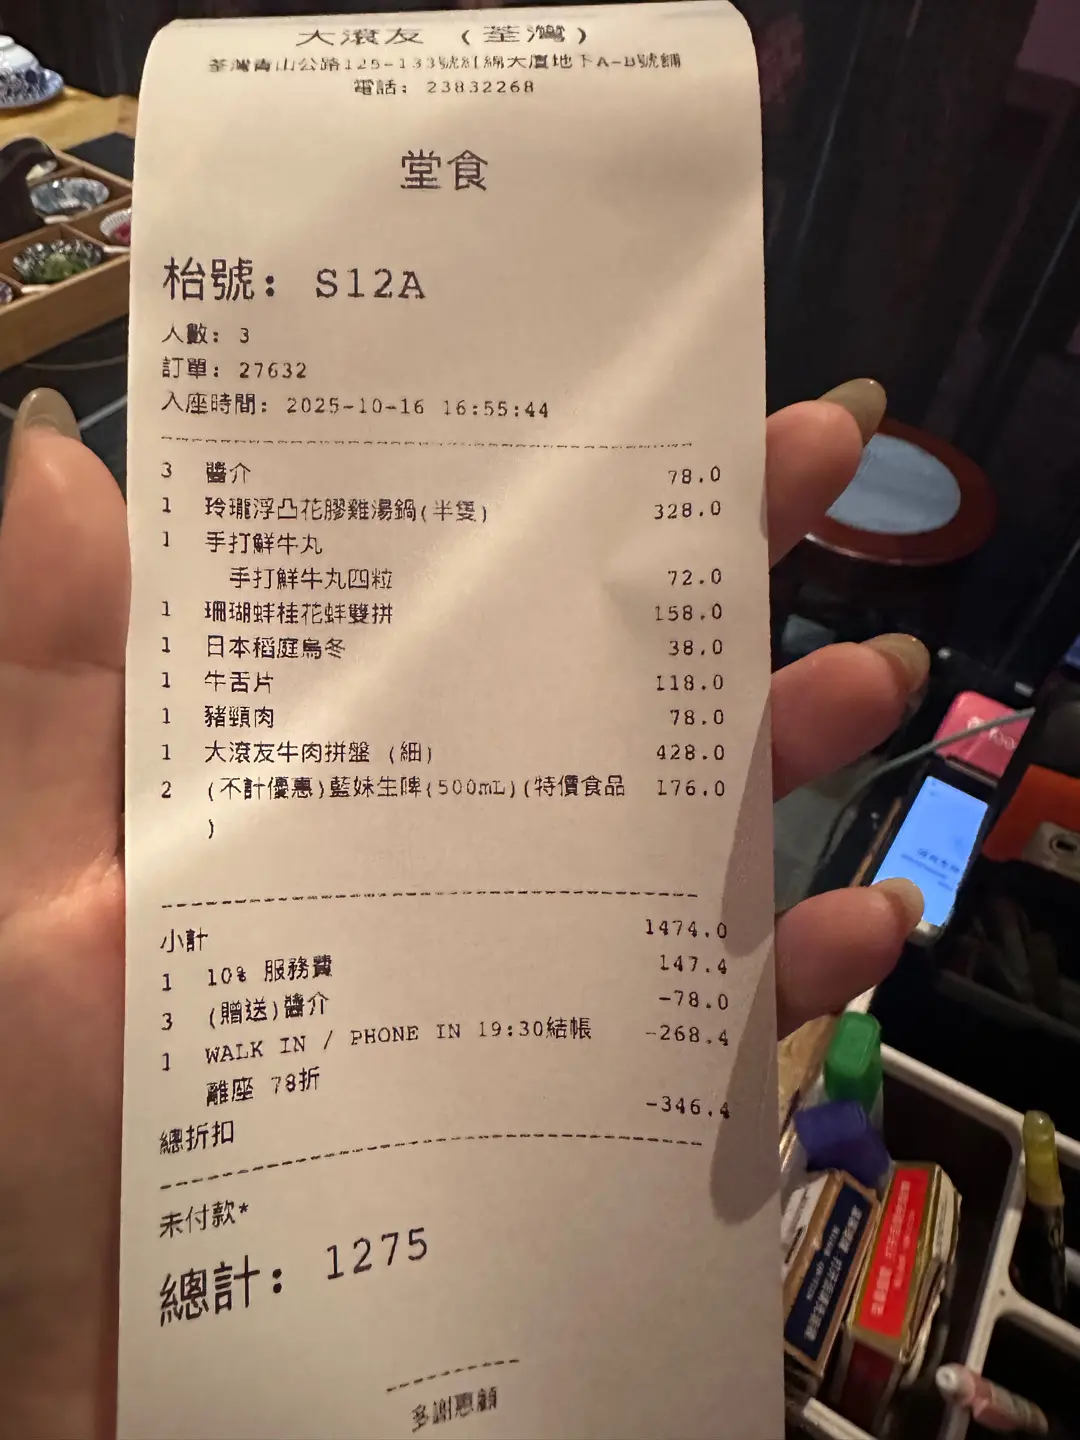 大滾友 (荃灣)
荃灣青山公路125-133號紅綿大廈地下A-B號舖
電話: 23832268
堂食
枱號: S12A
人數: 3
訂單: 27632
入座時間: 2025-10-16 16:55:44
3 醬介 78.0
1 玲瓏浮凸花膠雞湯鍋(半隻) 328.0
1 手打鮮牛丸
手打鮮牛丸四粒 72.0
1 珊瑚蚌桂花蚌雙拼 158.0
1 日本稻庭烏冬 38.0
1 牛舌片 118.0
1 豬頸肉 78.0
1 大滾友牛肉拼盤 (細) 428.0
2 (不計優惠)藍妹生啤(500mL)(特價食品 176.0
)
小計 1474.0
1 10% 服務費 147.4
3 (贈送)醬介 -78.0
1 WALK IN / PHONE IN 19:30結帳 -268.4
離座 78折
總折扣 -346.4
未付款*
總計: 1275
多謝惠顧